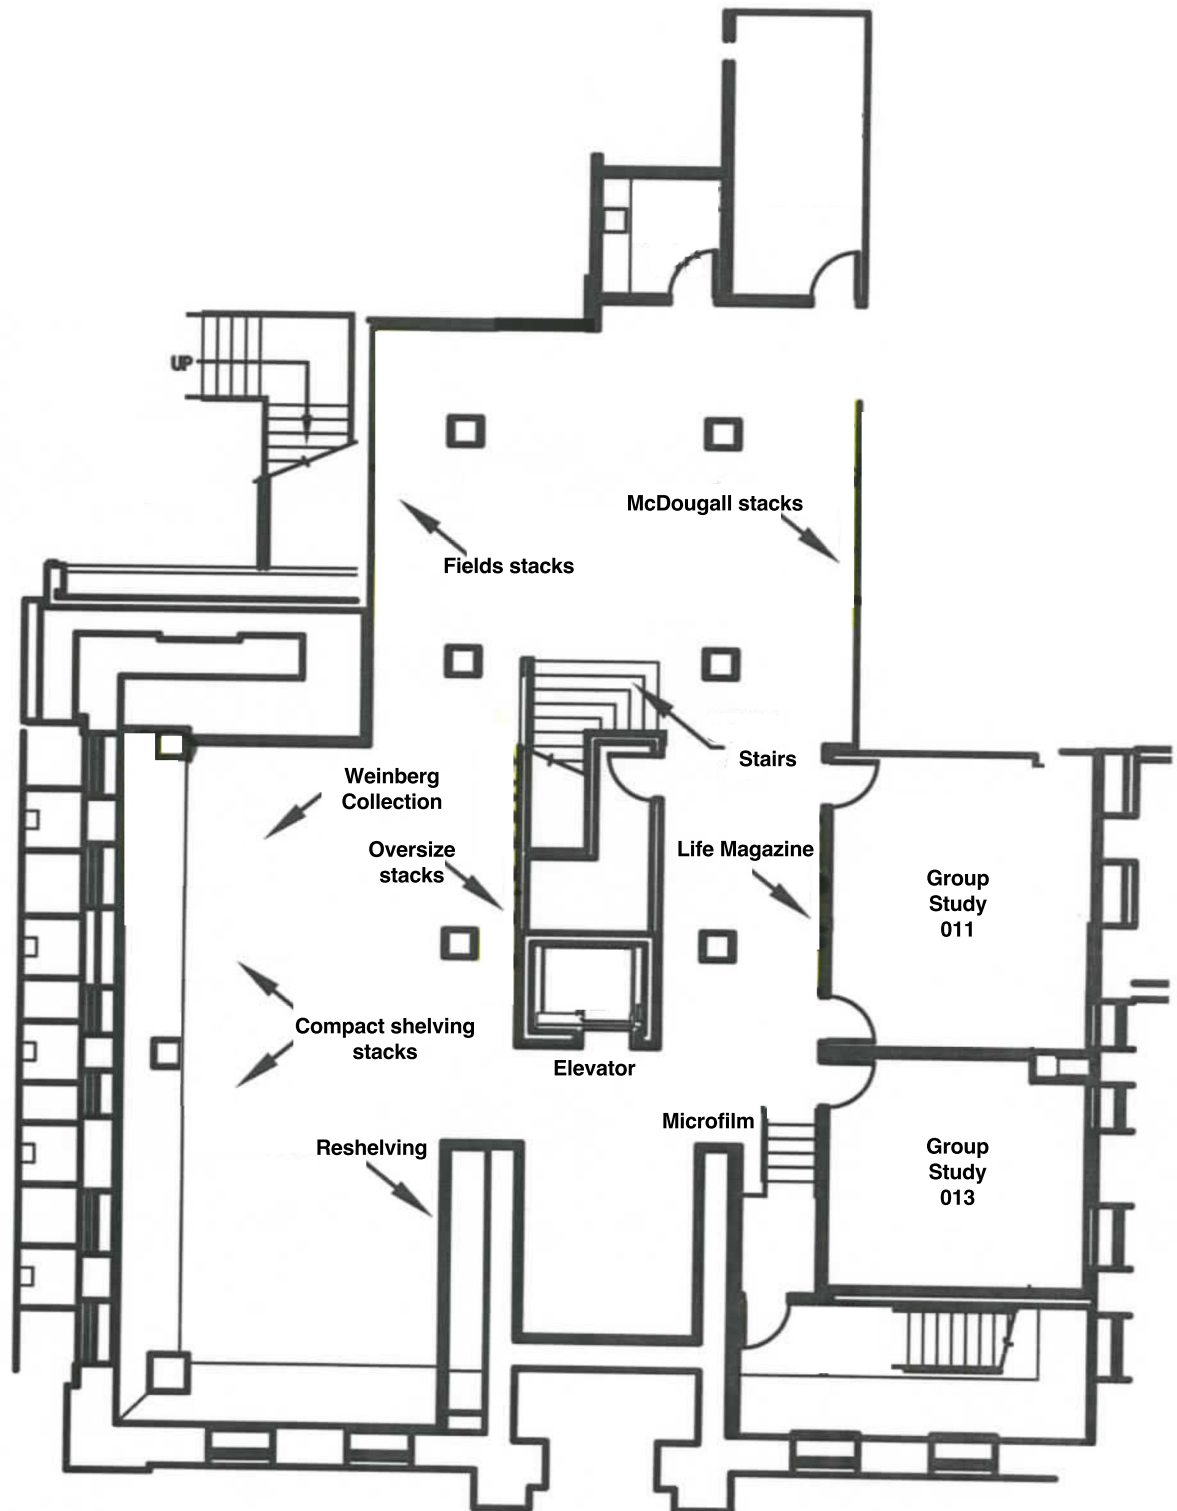 UP
McDougall stacks
Fields stacks
Stairs
Weinberg
Collection
Oversize
stacks
Life Magazine
Group
Study
011
Compact shelving
stacks
Elevator
Microfilm
Reshelving
Group
Study
013